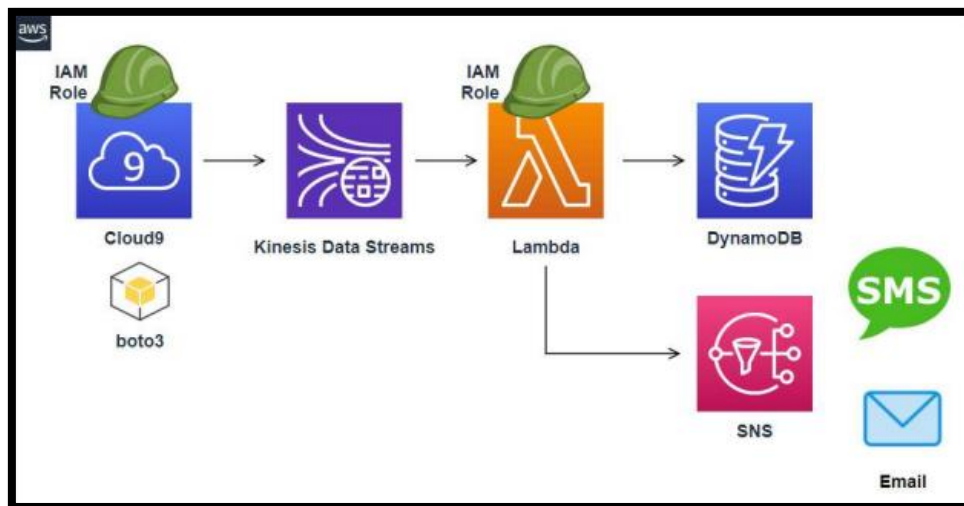 aws
IAM
Role
IAM
Role
9
Cloud9
Kinesis Data Streams
Lambda
DynamoDB
boto3
SMS
SNS
Email